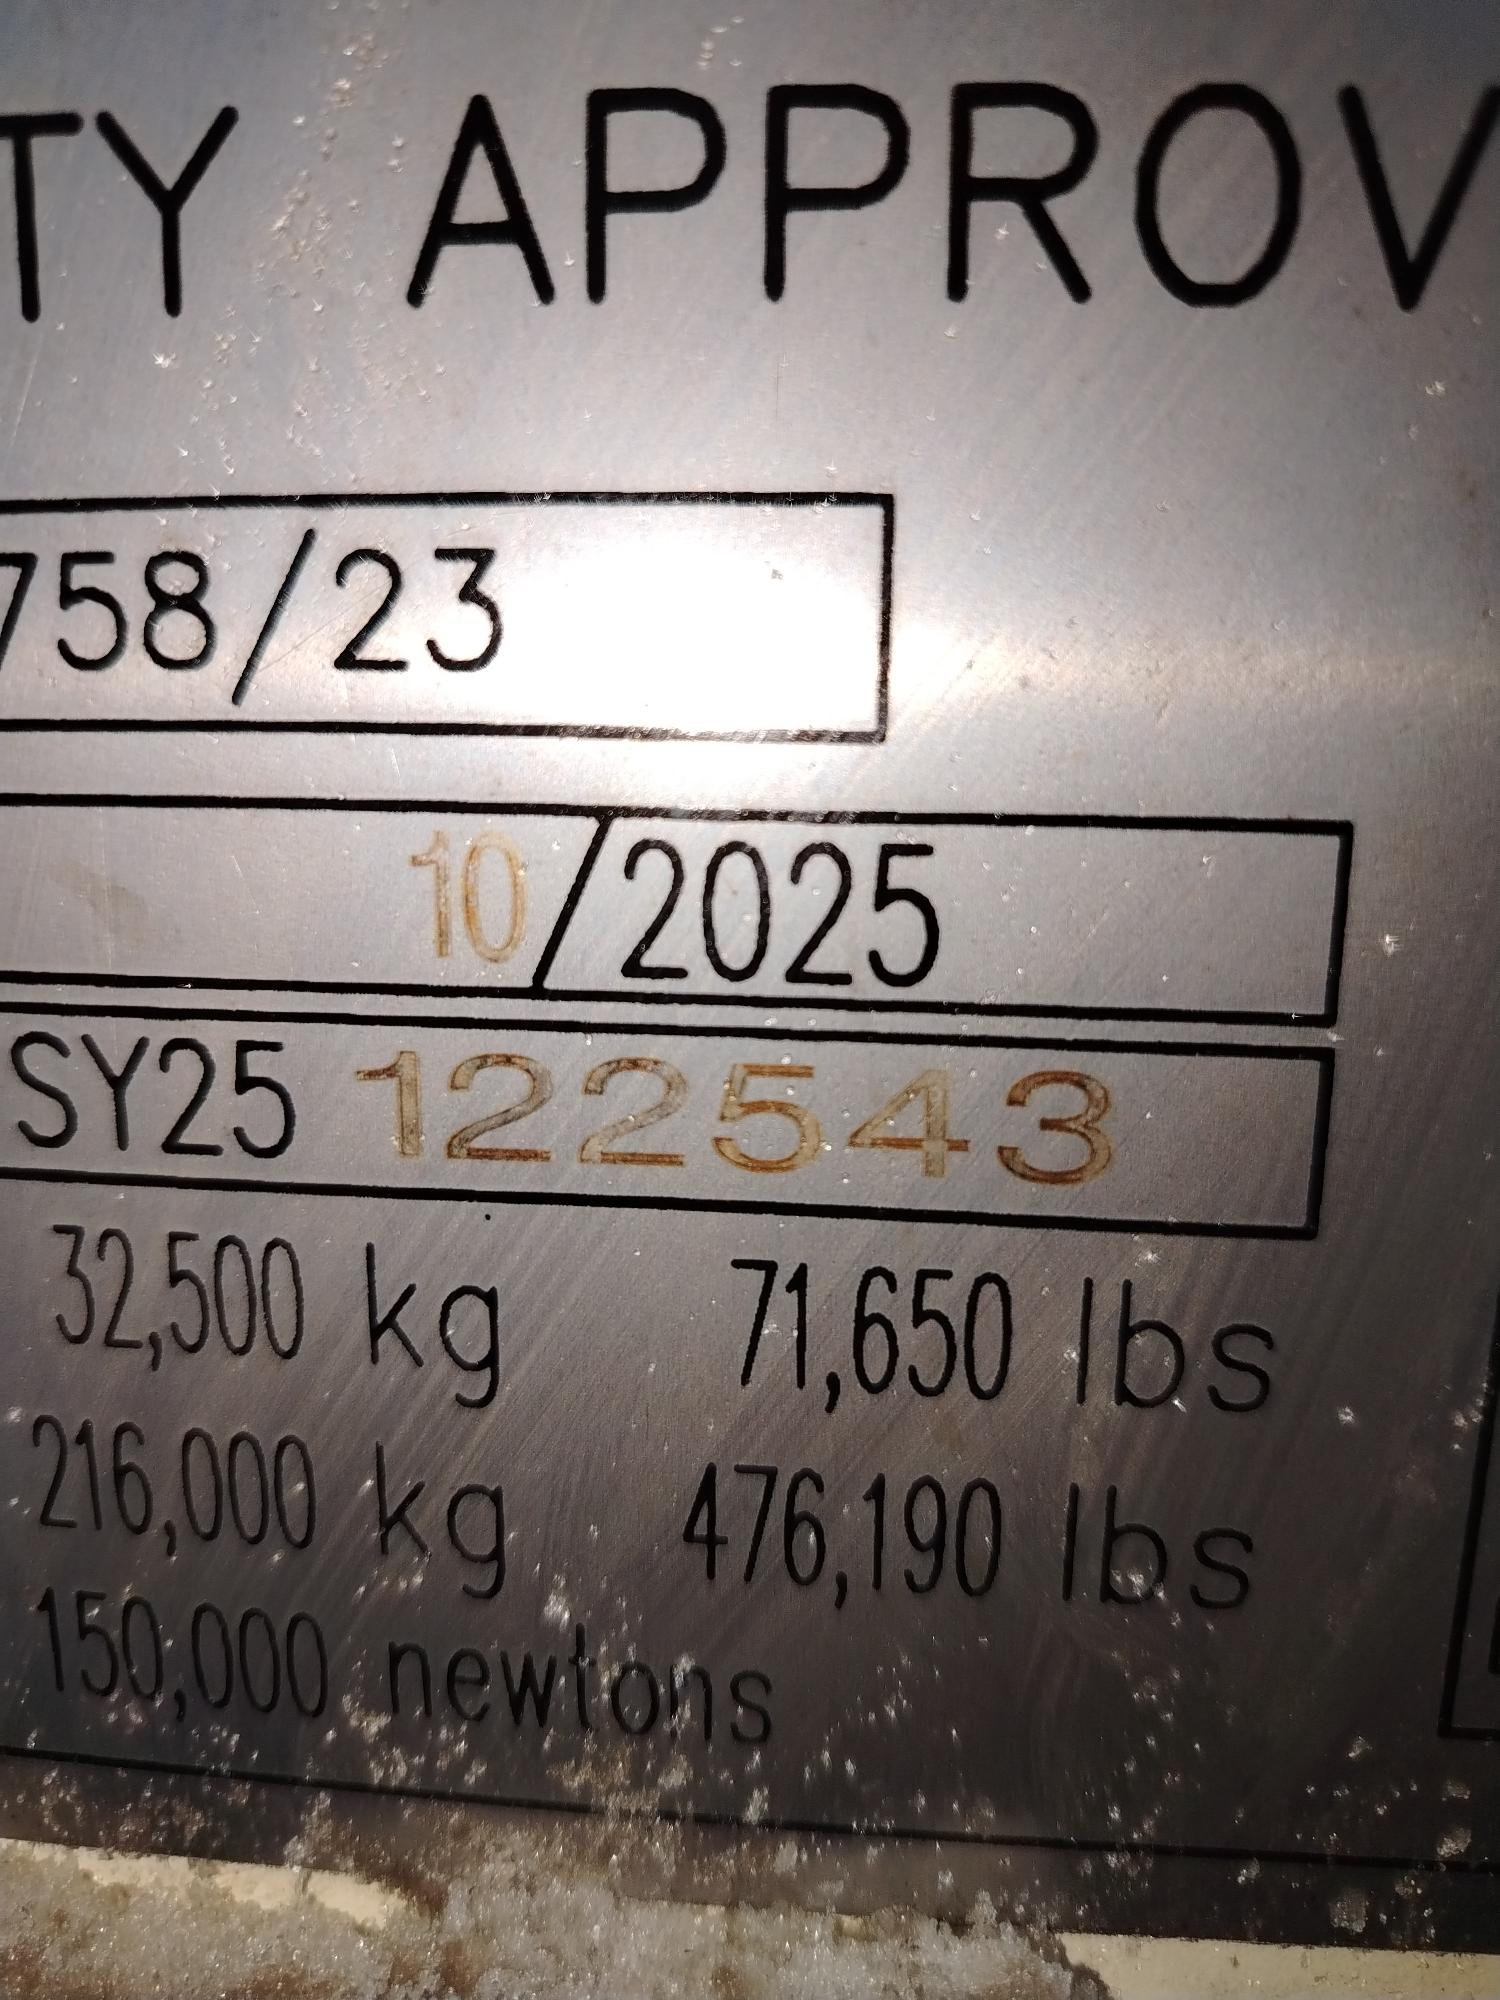 TY APPROV
758/23
10/2025
SY25 122543
32,500 kg 71,650 lbs
216,000 kg 476,190 lbs
150,000 newtons